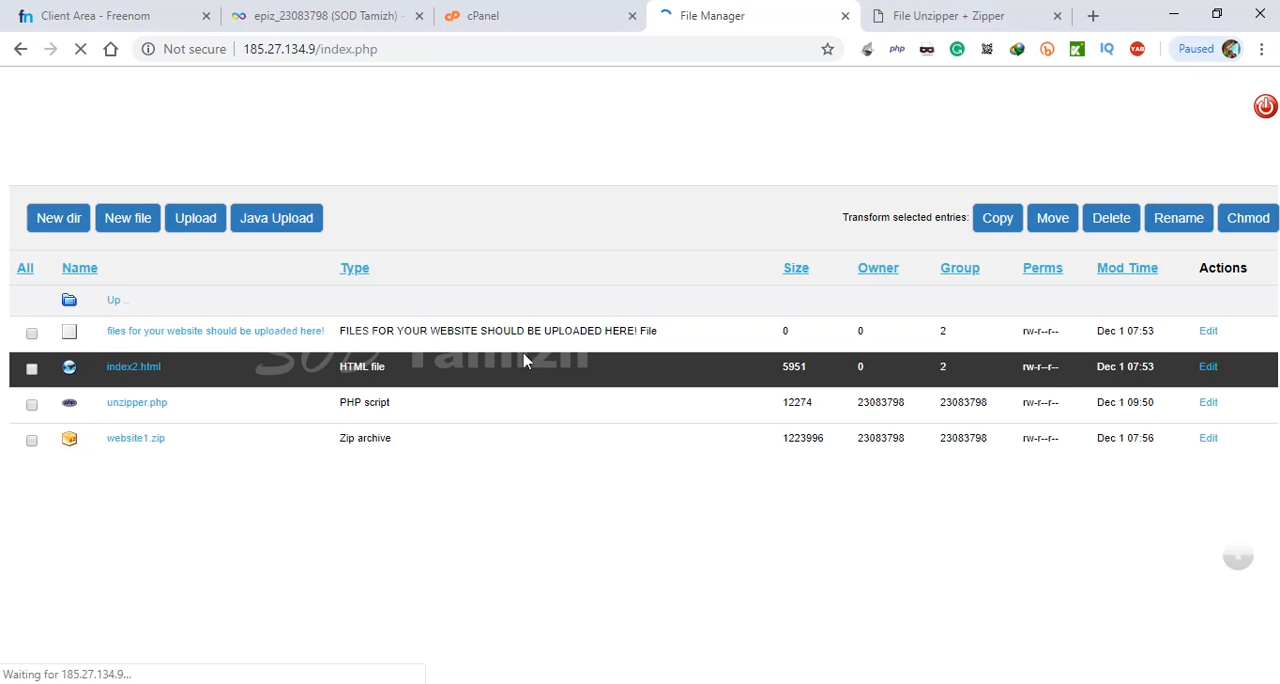 Client Area - Freenom
epiz_23083798 (SOD Tamizh) -
cPanel
File Manager
File Unzipper + Zipper
Not secure
185.27.134.9/index.php
php
IQ
YAB
Paused
New dir
New file
Upload
Java Upload
Transform selected entries:
Copy
Move
Delete
Rename
Chmod
All Name Type Size Owner Group Perms Mod Time Actions
Up ..
files for your website should be uploaded here! FILES FOR YOUR WEBSITE SHOULD BE UPLOADED HERE! File 0 0 2 rw-r--r-- Dec 1 07:53 Edit
SOD Tamizh
index2.html HTML file 5951 0 2 rw-r--r-- Dec 1 07:53 Edit
unzipper.php PHP script 12274 23083798 23083798 rw-r--r-- Dec 1 09:50 Edit
website1.zip Zip archive 1223996 23083798 23083798 rw-r--r-- Dec 1 07:56 Edit
Waiting for 185.27.134.9...